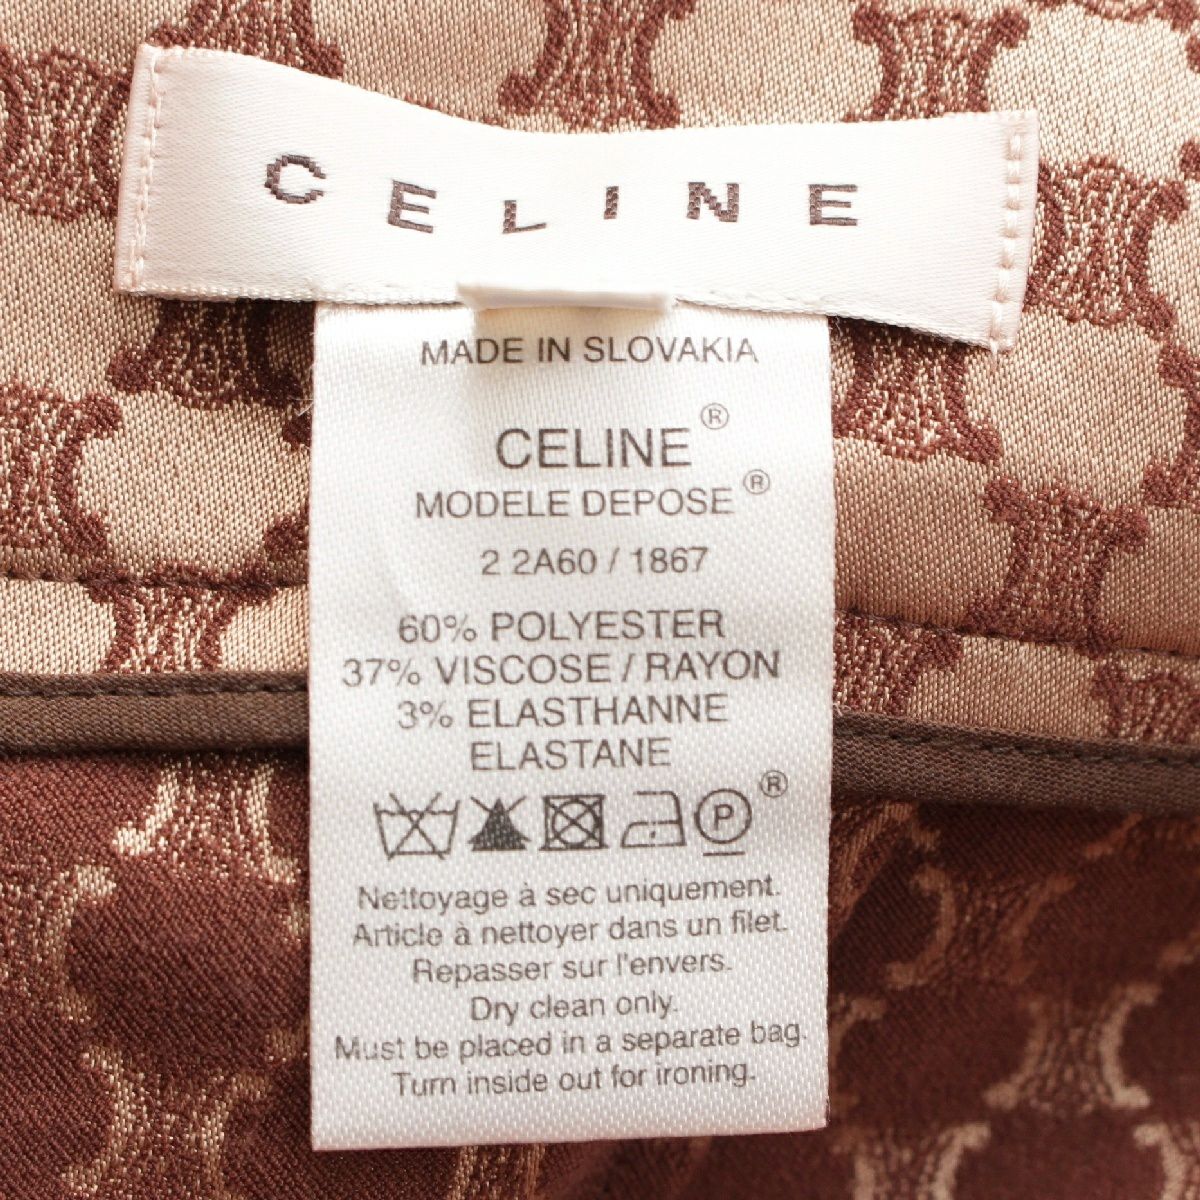 CELINE
MADE IN SLOVAKIA
CELINE®
MODELE DEPOSE®
2 2A60 / 1867
60% POLYESTER
37% VISCOSE / RAYON
3% ELASTHANNE
ELASTANE
P®
Nettoyage à sec uniquement.
Article à nettoyer dans un filet.
Repasser sur l'envers.
Dry clean only.
Must be placed in a separate bag.
Turn inside out for ironing.